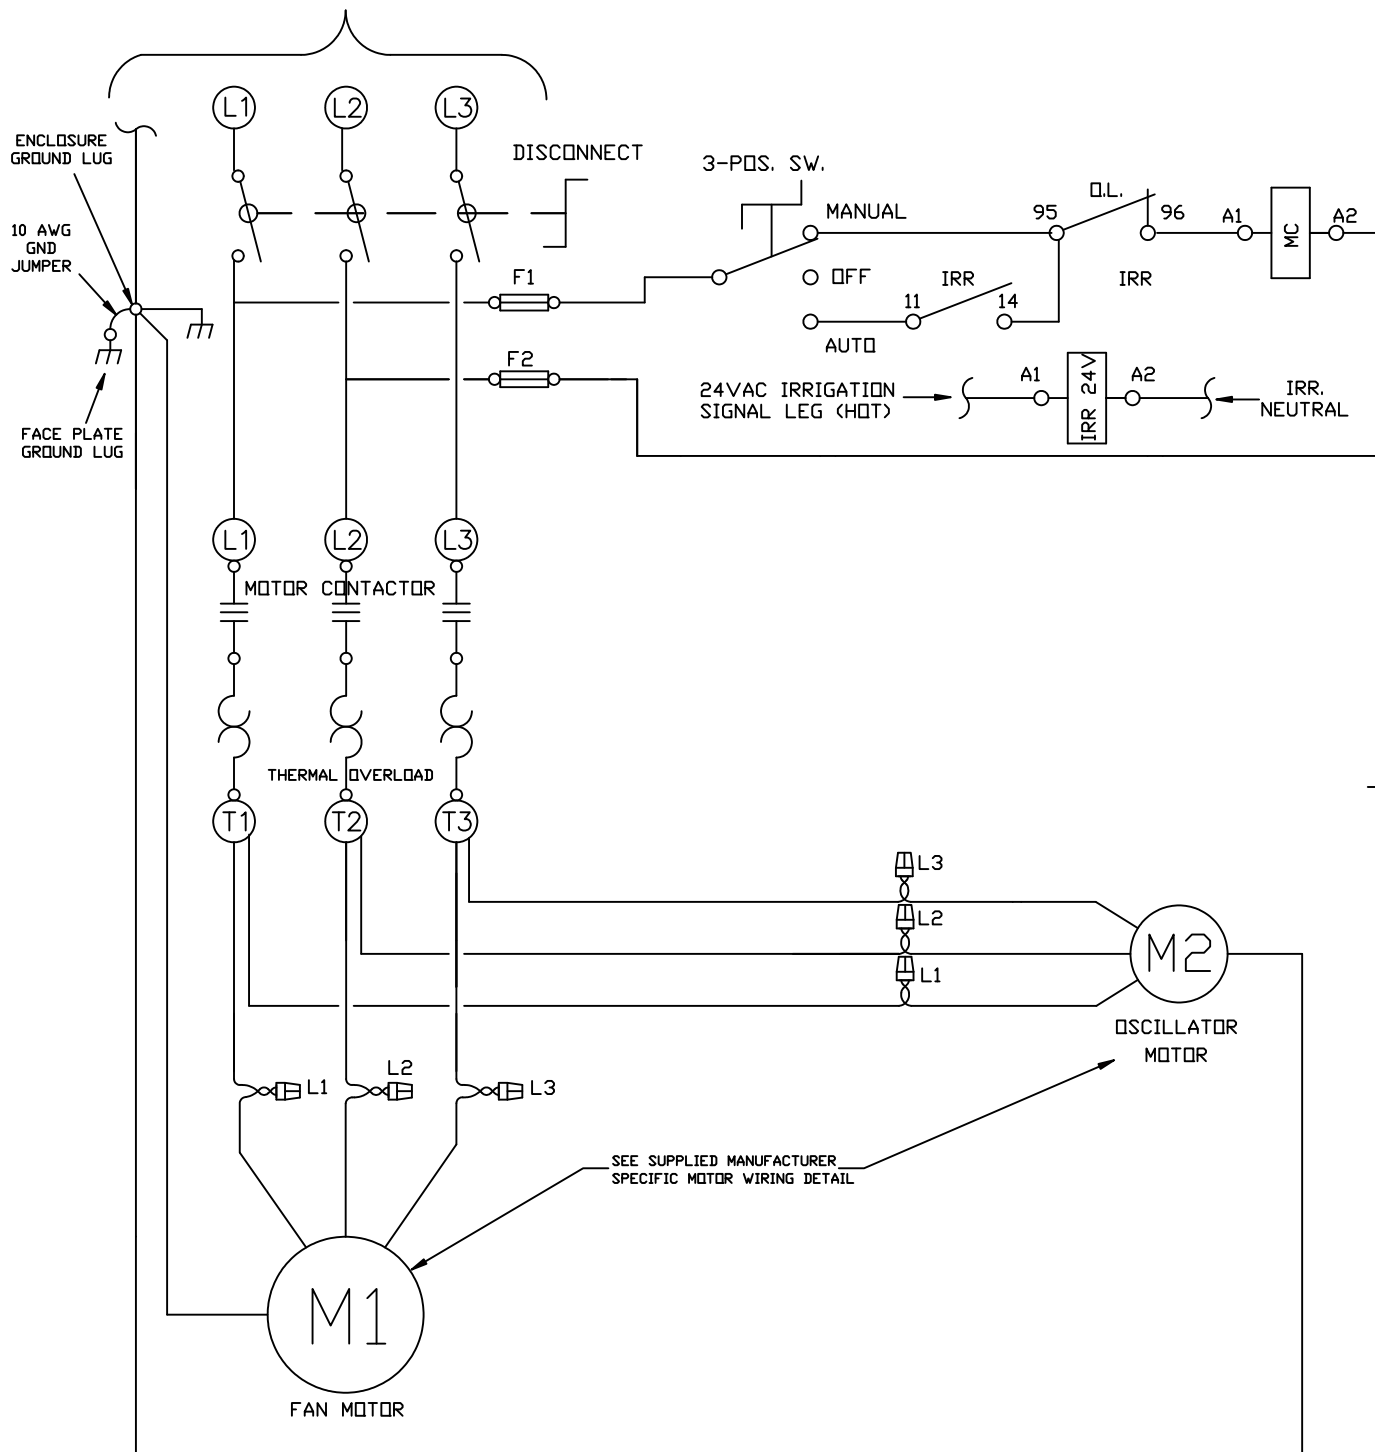 L1 L2 L3
ENCLOSURE
GROUND LUG
DISCONNECT
3-POS. SW.
MANUAL
95
O.L.
96
A1
MC
A2
10 AWG
GND
JUMPER
F1
OFF
IRR
IRR
11
14
AUTO
F2
24VAC IRRIGATION
SIGNAL LEG (HOT)
A1
IRR 24V
A2
IRR.
NEUTRAL
FACE PLATE
GROUND LUG
L1 L2 L3
MOTOR CONTACTOR
THERMAL OVERLOAD
T1 T2 T3
L3
L2
L1
M2
OSCILLATOR
MOTOR
L1
L2
L3
SEE SUPPLIED MANUFACTURER
SPECIFIC MOTOR WIRING DETAIL
M1
FAN MOTOR